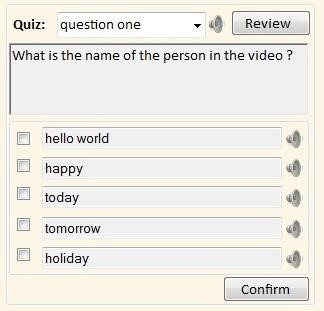 Quiz: question one Review
What is the name of the person in the video ?
hello world
happy
today
tomorrow
holiday
Confirm